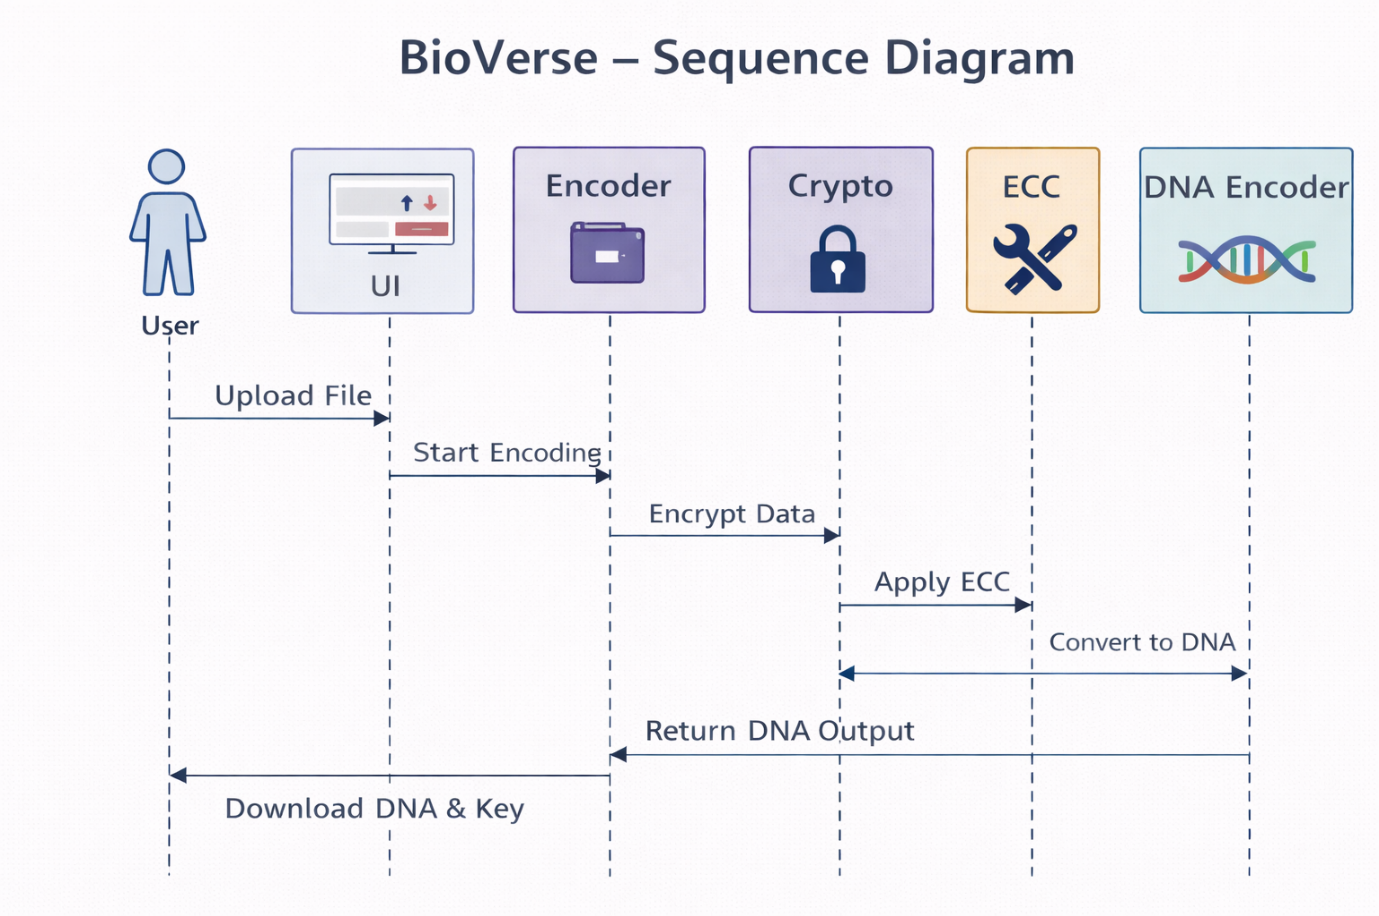 BioVerse – Sequence Diagram
User
UI
Encoder
Crypto
ECC
DNA Encoder
Upload File
Start Encoding
Encrypt Data
Apply ECC
Convert to DNA
Return DNA Output
Download DNA & Key